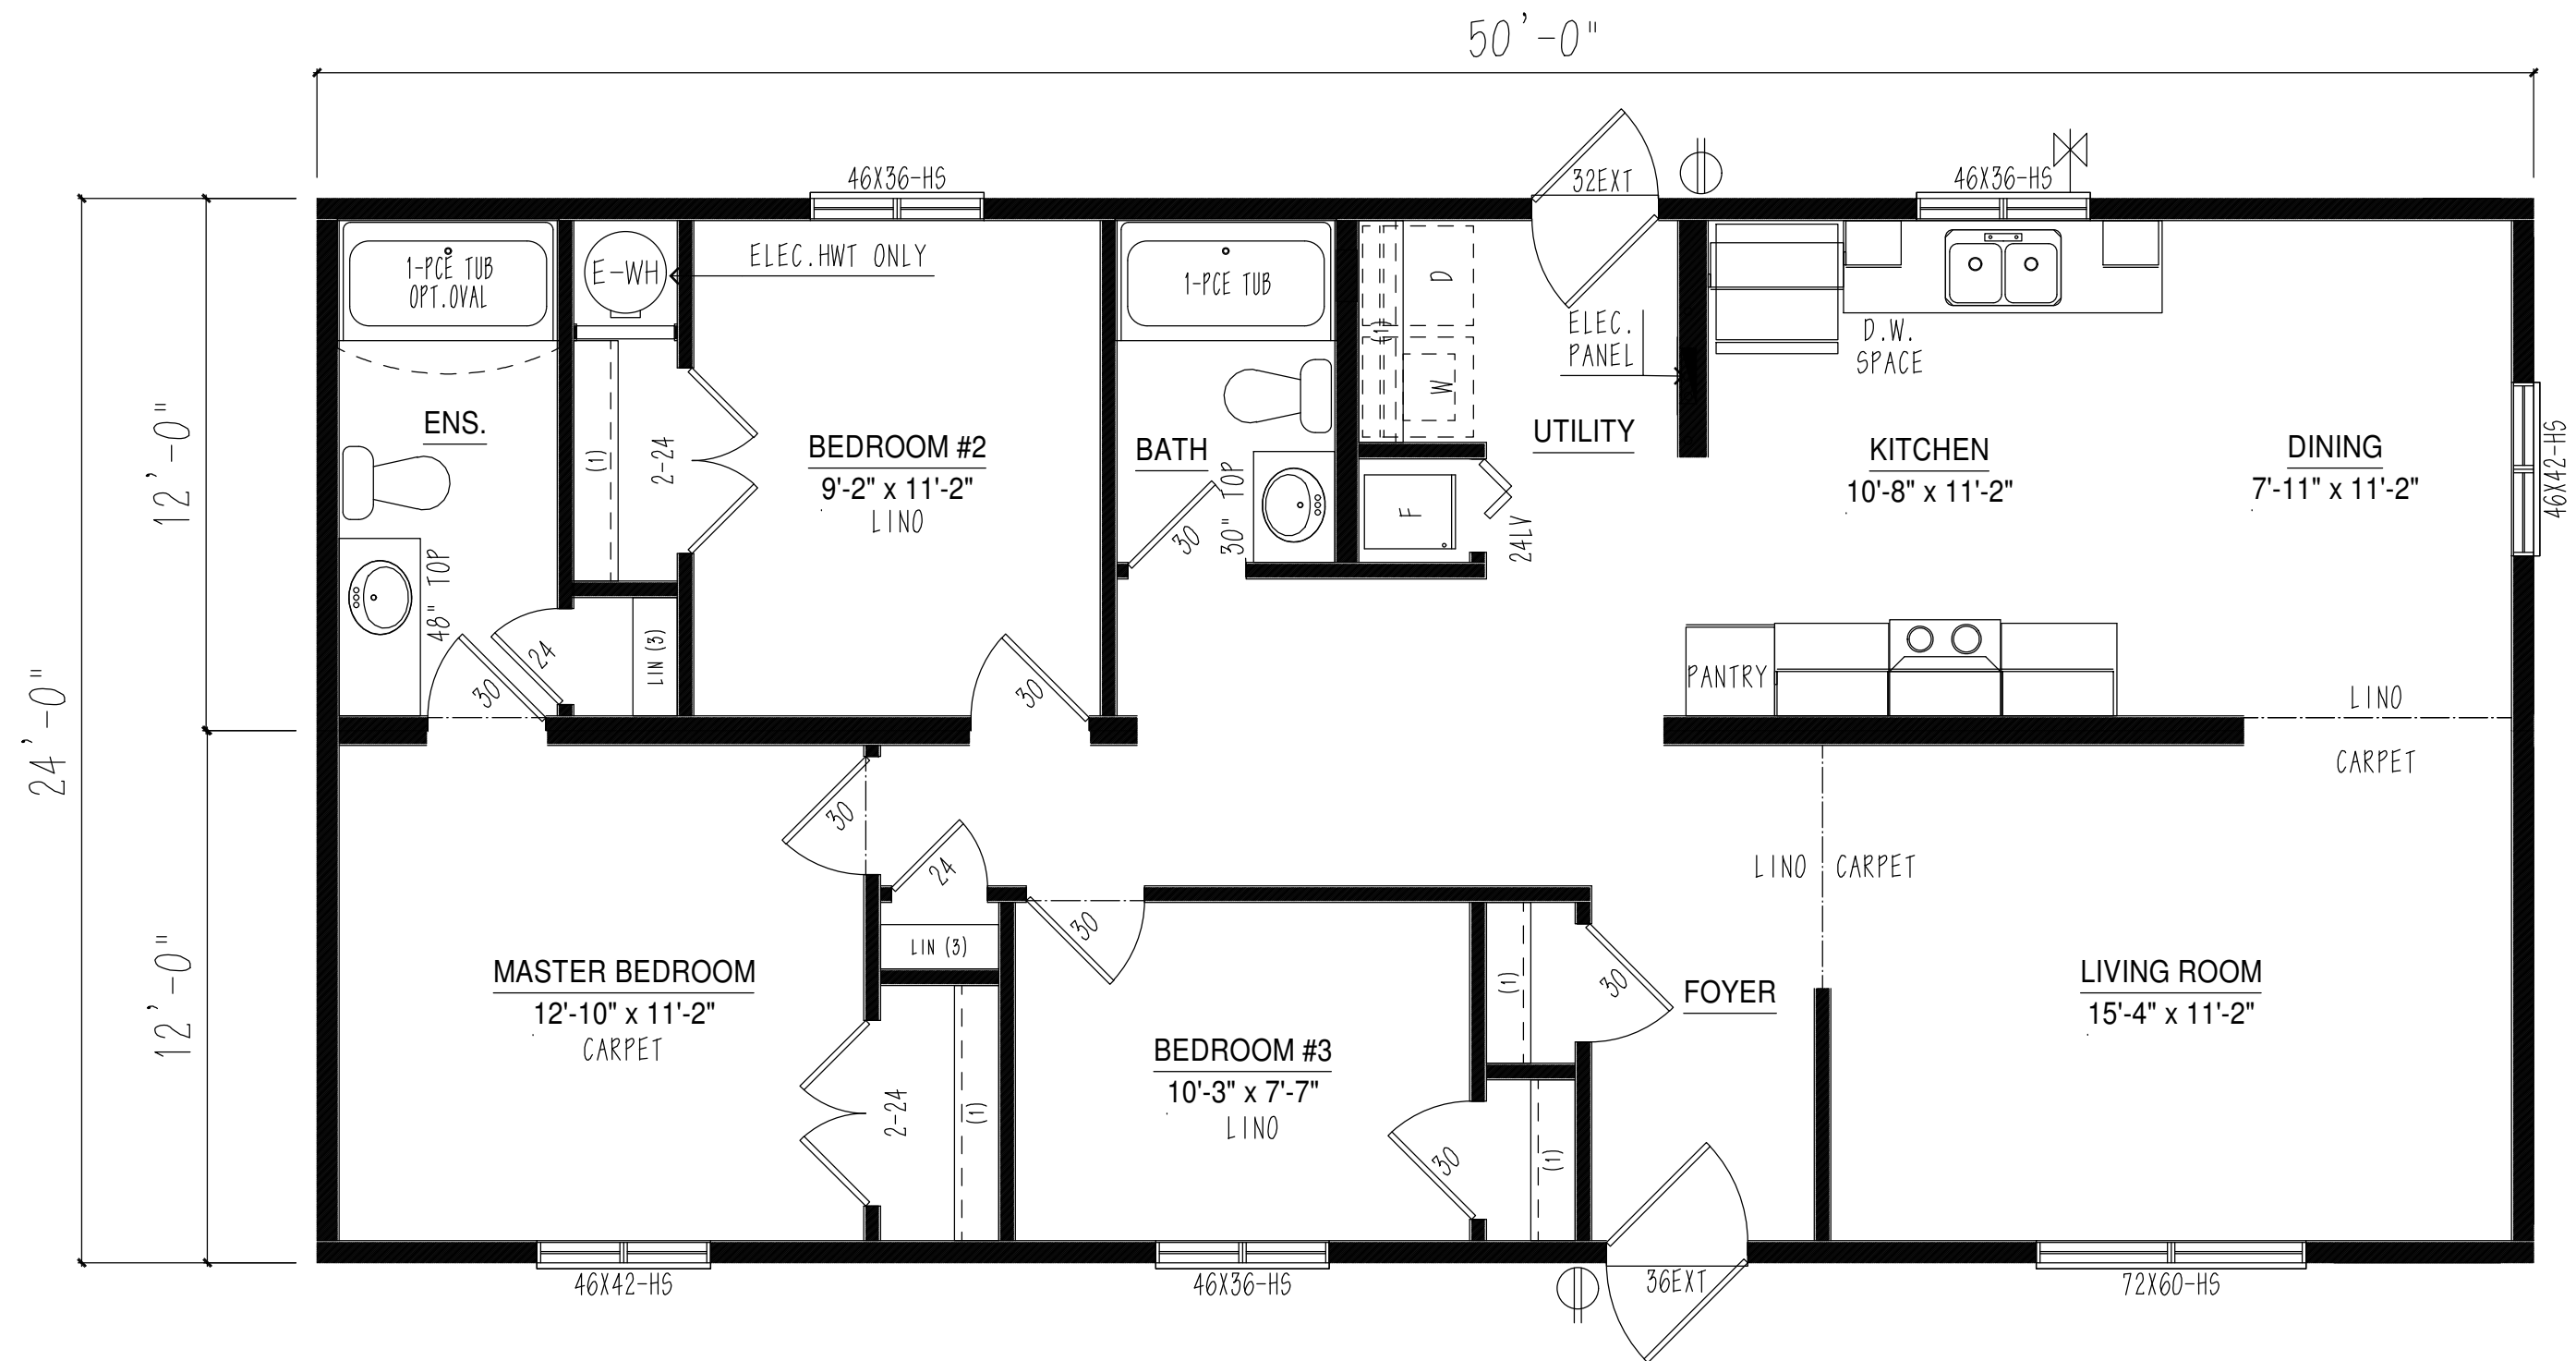 50'-0"
46X36-HS
32EXT
46X36-HS
1-PCE TUB
OPT.OVAL
E-WH
ELEC.HWT ONLY
1-PCE TUB
D
(1)
W
ELEC.
PANEL
D.W.
SPACE
12'-0"
ENS.
(1)
2-24
BEDROOM #2
9'-2" x 11'-2"
LINO
BATH
30
30" TOP
F
24LV
UTILITY
KITCHEN
10'-8" x 11'-2"
DINING
7'-11" x 11'-2"
46X42-HS
48" TOP
30
24
LIN (3)
30
PANTRY
LINO
CARPET
24'-0"
12'-0"
30
24
LIN (3)
30
LINO
CARPET
MASTER BEDROOM
12'-10" x 11'-2"
CARPET
2-24
(1)
BEDROOM #3
10'-3" x 7'-7"
LINO
(1)
30
30
(1)
FOYER
LIVING ROOM
15'-4" x 11'-2"
46X42-HS
46X36-HS
36EXT
72X60-HS